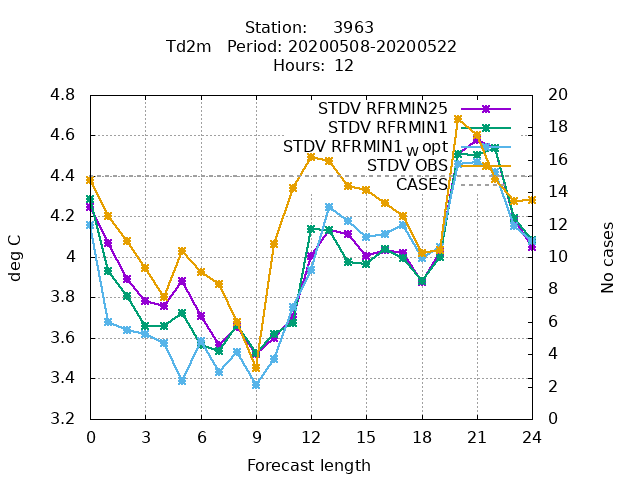 Station: 3963
Td2m Period: 20200508-20200522
Hours: 12
STDV RFRMIN25
STDV RFRMIN1
STDV RFRMIN1_W opt
STDV OBS
CASES
deg C
4.8
4.6
4.4
4.2
4
3.8
3.6
3.4
3.2
20
18
16
14
12
10
8
6
4
2
0
No cases
0 3 6 9 12 15 18 21 24
Forecast length